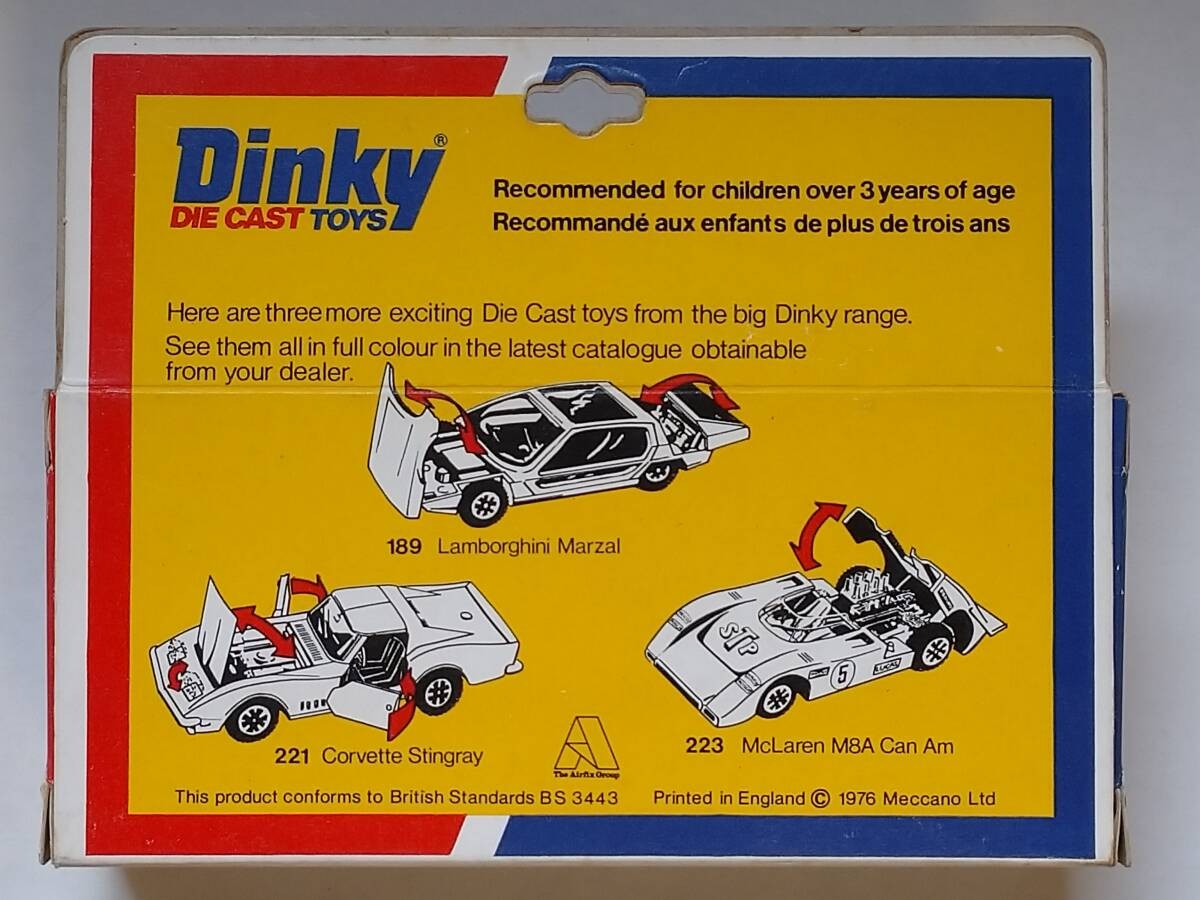 Dinky®
DIE CAST TOYS
Recommended for children over 3 years of age
Recommandé aux enfants de plus de trois ans
Here are three more exciting Die Cast toys from the big Dinky range.
See them all in full colour in the latest catalogue obtainable
from your dealer.
189 Lamborghini Marzal
STP
5
LUCAS
221 Corvette Stingray
223 McLaren M8A Can Am
The Airfix Group
This product conforms to British Standards BS 3443
Printed in England © 1976 Meccano Ltd